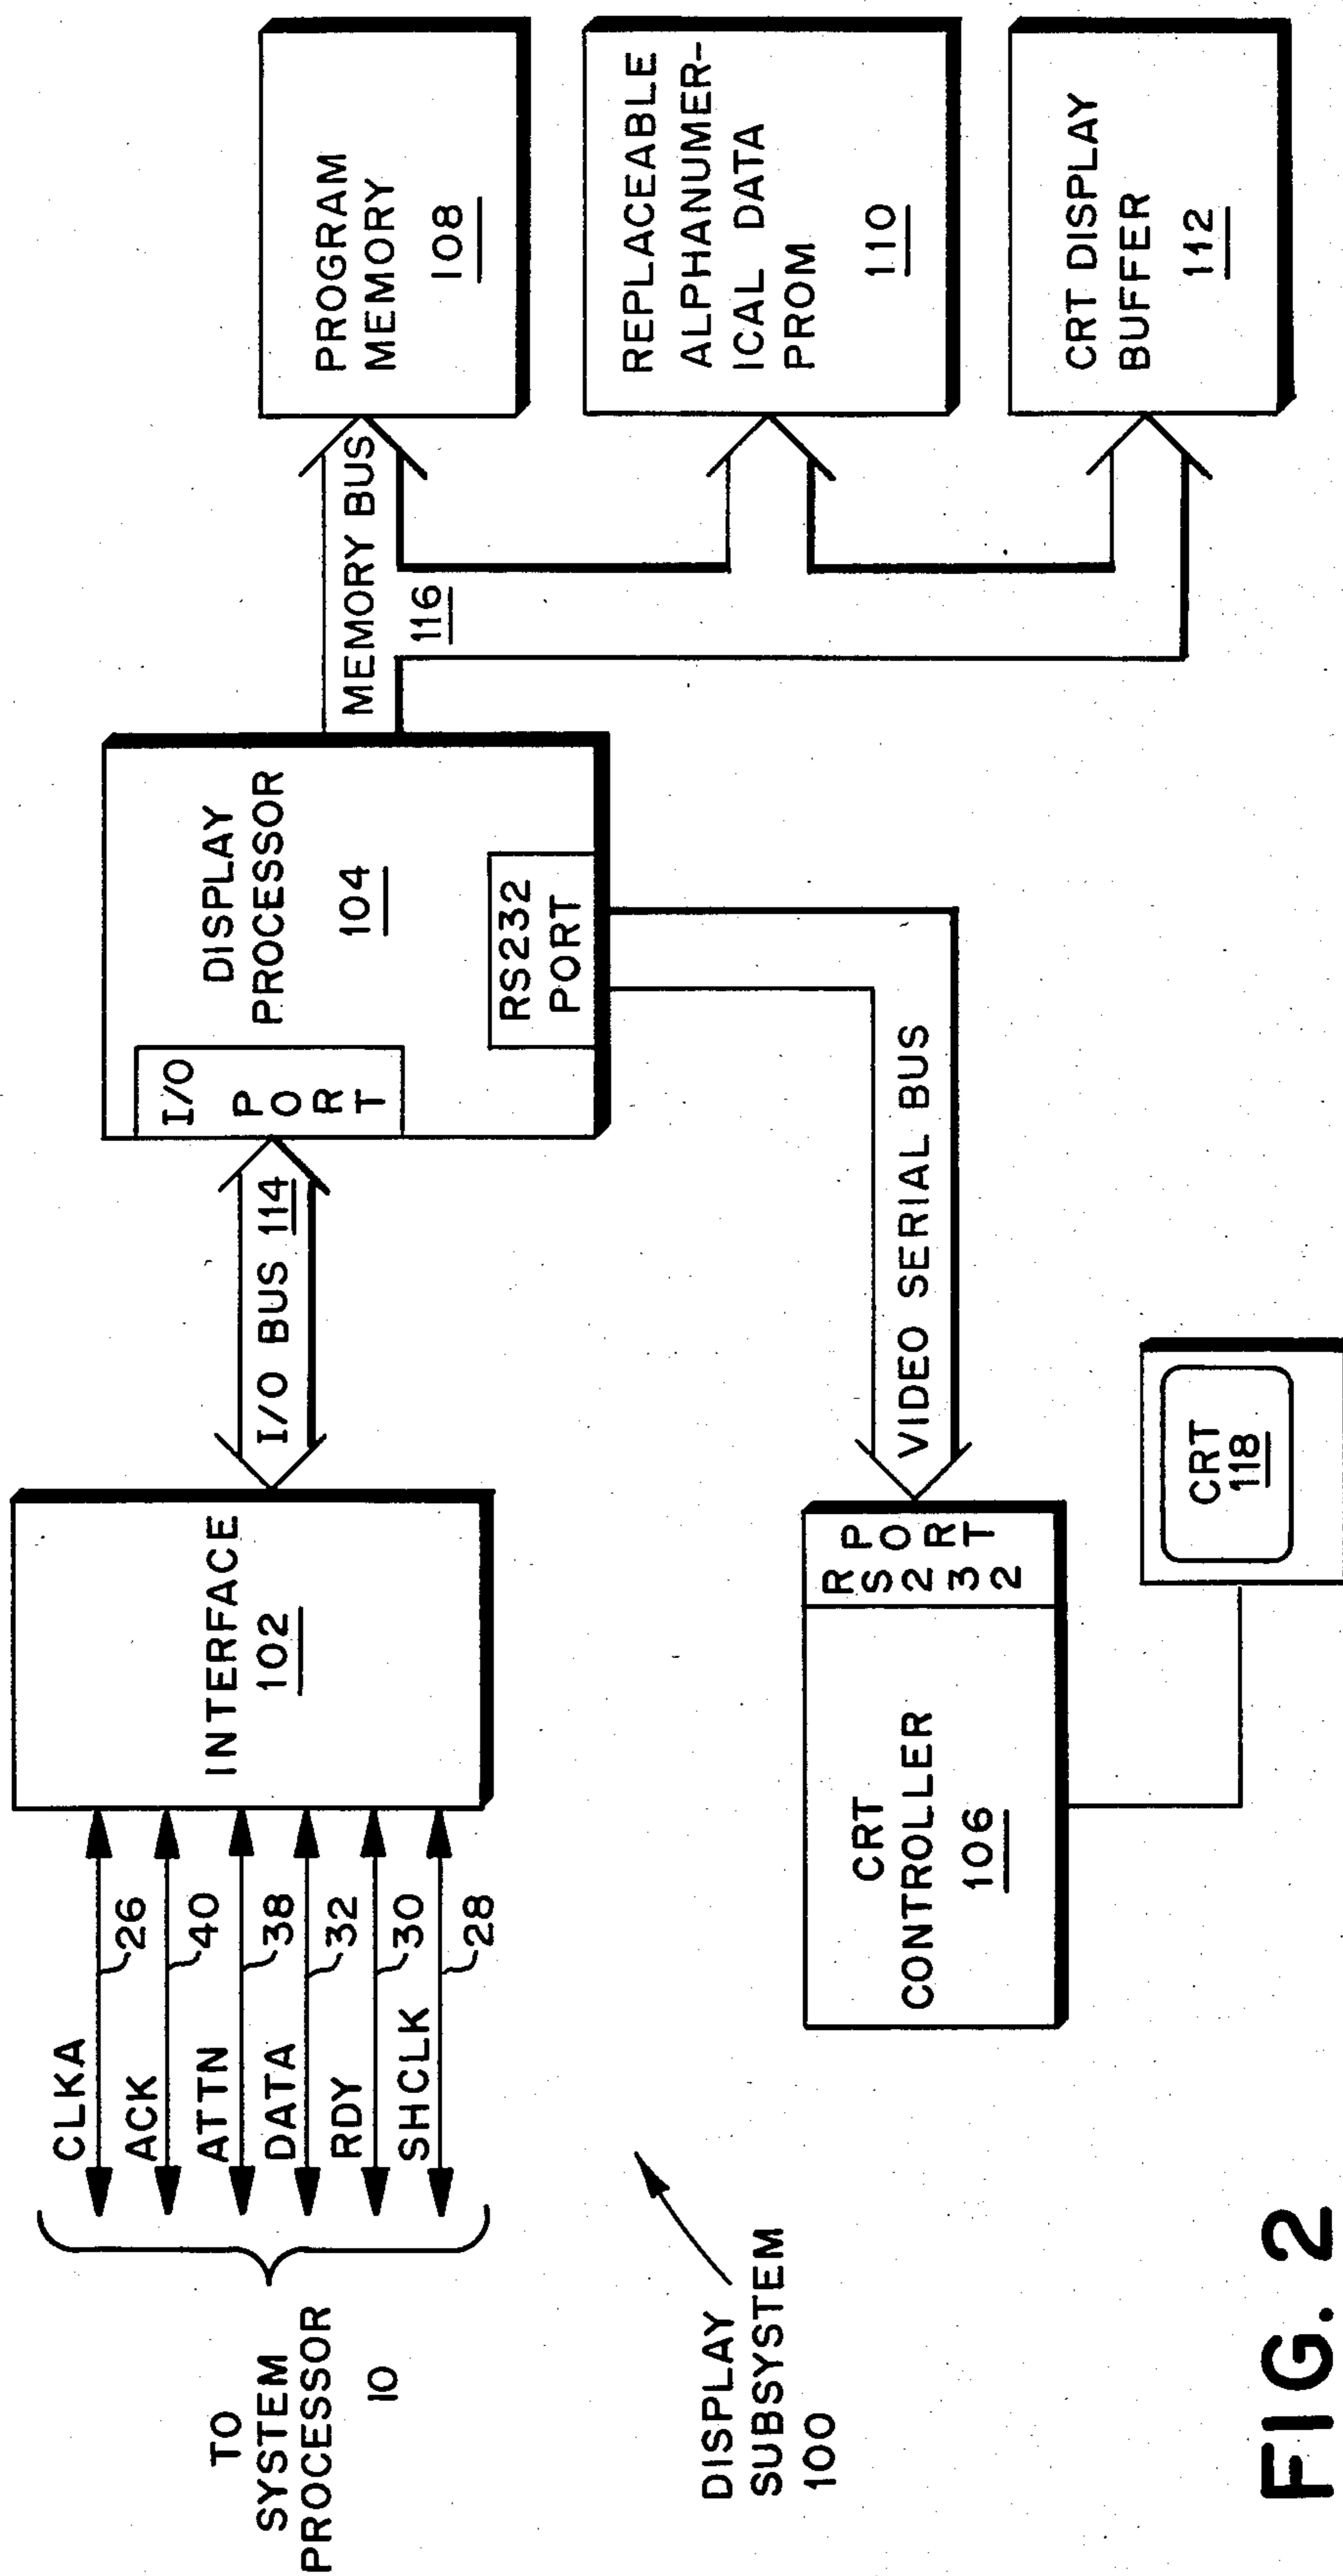 TO
SYSTEM
PROCESSOR
10
CLKA
26
ACK
40
ATTN
38
DATA
32
RDY
30
SHCLK
28
INTERFACE
102
I/O BUS 114
I/O
PORT
DISPLAY
PROCESSOR
104
RS232
PORT
MEMORY BUS
116
PROGRAM
MEMORY
108
REPLACEABLE
ALPHANUMER-
ICAL DATA
PROM
110
CRT DISPLAY
BUFFER
112
VIDEO SERIAL BUS
CRT
CONTROLLER
106
RS232
PORT
CRT
118
DISPLAY
SUBSYSTEM
100
FIG. 2